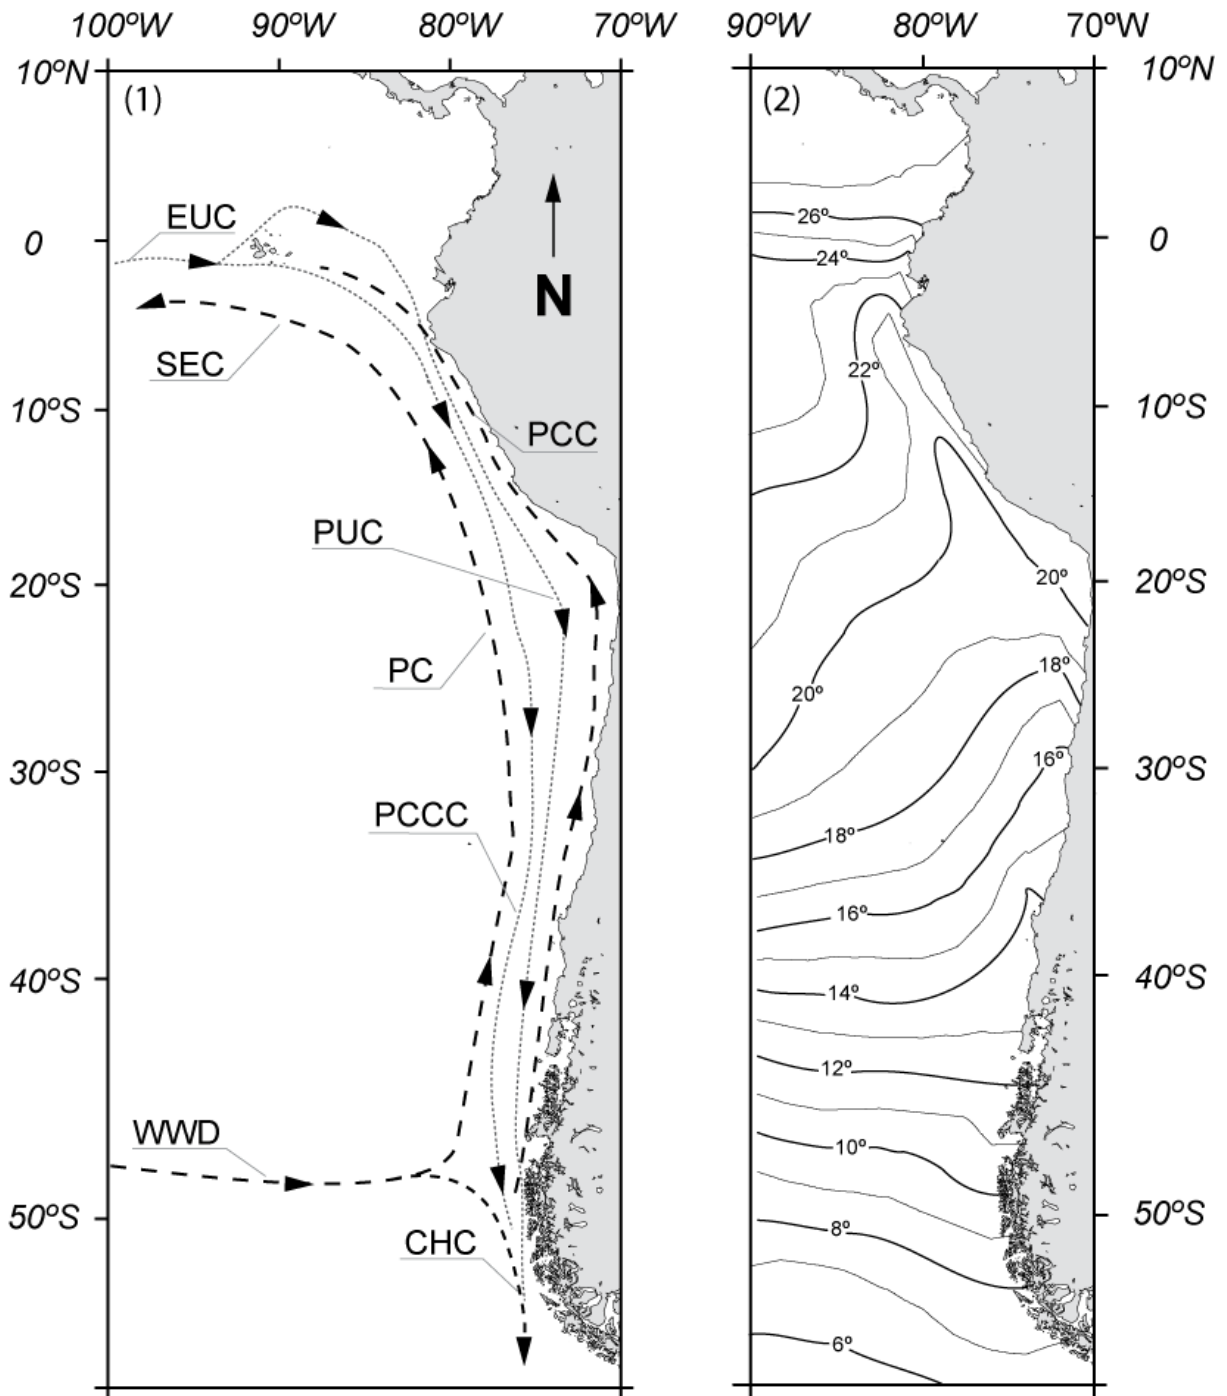 100ºW 90ºW 80ºW 70ºW 90ºW 80ºW 70ºW
10ºN (1) (2) 10ºN
EUC
26º
0 N 24º 0
SEC
22º
10ºS PCC 10ºS
PUC
20ºS 20º 20ºS
PC
18º
20º
30ºS 16º 30ºS
PCCC
18º
16º
40ºS 14º 40ºS
12º
WWD 10º
50ºS 8º 50ºS
CHC
6º